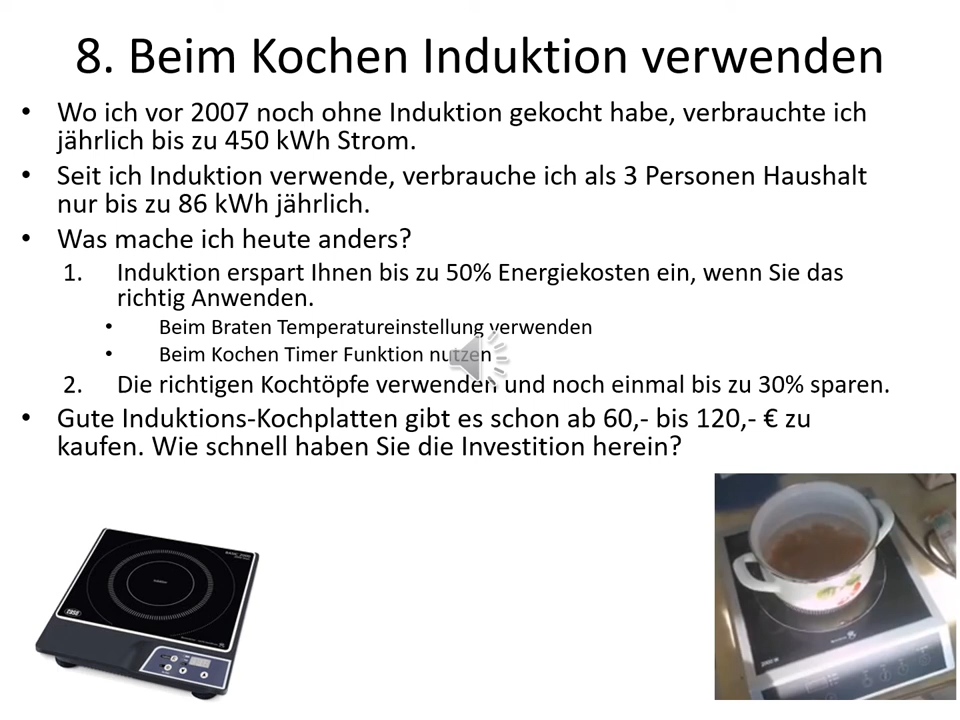 8. Beim Kochen Induktion verwenden
• Wo ich vor 2007 noch ohne Induktion gekocht habe, verbrauchte ich
jährlich bis zu 450 kWh Strom.
• Seit ich Induktion verwende, verbrauche ich als 3 Personen Haushalt
nur bis zu 86 kWh jährlich.
• Was mache ich heute anders?
1. Induktion erspart Ihnen bis zu 50% Energiekosten ein, wenn Sie das
richtig Anwenden.
• Beim Braten Temperatureinstellung verwenden
• Beim Kochen Timer Funktion nutzen
2. Die richtigen Kochtöpfe verwenden und noch einmal bis zu 30% sparen.
• Gute Induktions-Kochplatten gibt es schon ab 60,- bis 120,- € zu
kaufen. Wie schnell haben Sie die Investition herein?